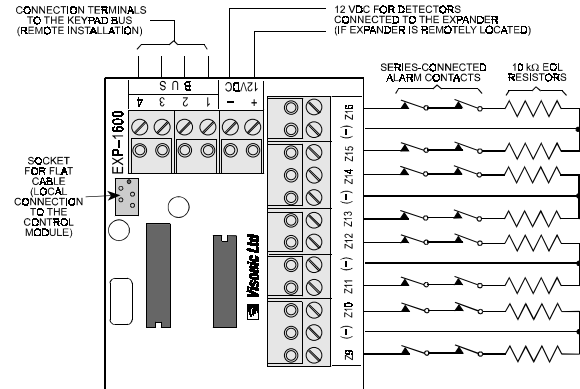 CONNECTION TERMINALS
TO THE KEYPAD BUS
(REMOTE INSTALLATION)
12 VDC FOR DETECTORS
CONNECTED TO THE EXPANDER
(IF EXPANDER IS REMOTELY LOCATED)
SERIES-CONNECTED
ALARM CONTACTS
10 kΩ EOL
RESISTORS
BUS
4 3 2 1
12VDC
− +
EXP-1600
SOCKET
FOR FLAT
CABLE
(LOCAL
CONNECTION
TO THE
CONTROL
MODULE)
Visonic Ltd
Z16
(−)
Z15
Z14
(−)
Z13
Z12
(−)
Z11
Z10
(−)
Z9